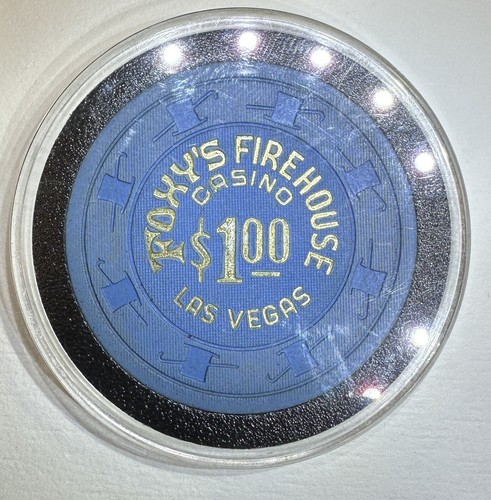 FOXY'S FIREHOUSE
CASINO
$1.00
LAS VEGAS